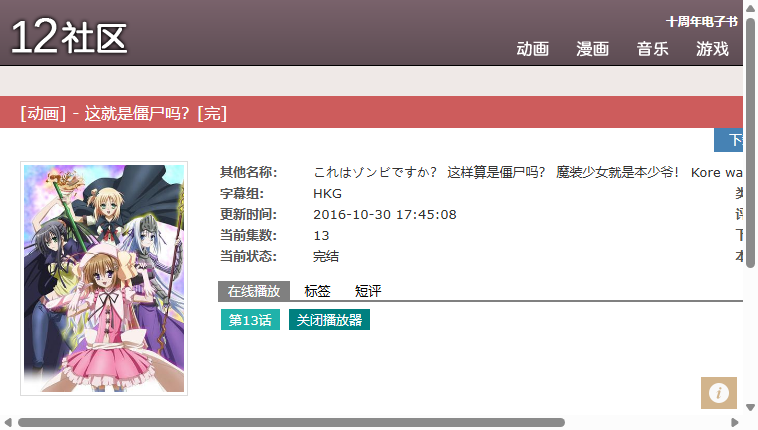 12社区
十周年电子书
动画 漫画 音乐 游戏
[动画] - 这就是僵尸吗? [完]
其他名称: これはゾンビですか? 这样算是僵尸吗? 魔装少女就是本少爷! Kore wa
字幕组: HKG
更新时间: 2016-10-30 17:45:08
当前集数: 13
当前状态: 完结
在线播放 标签 短评
第13话 关闭播放器